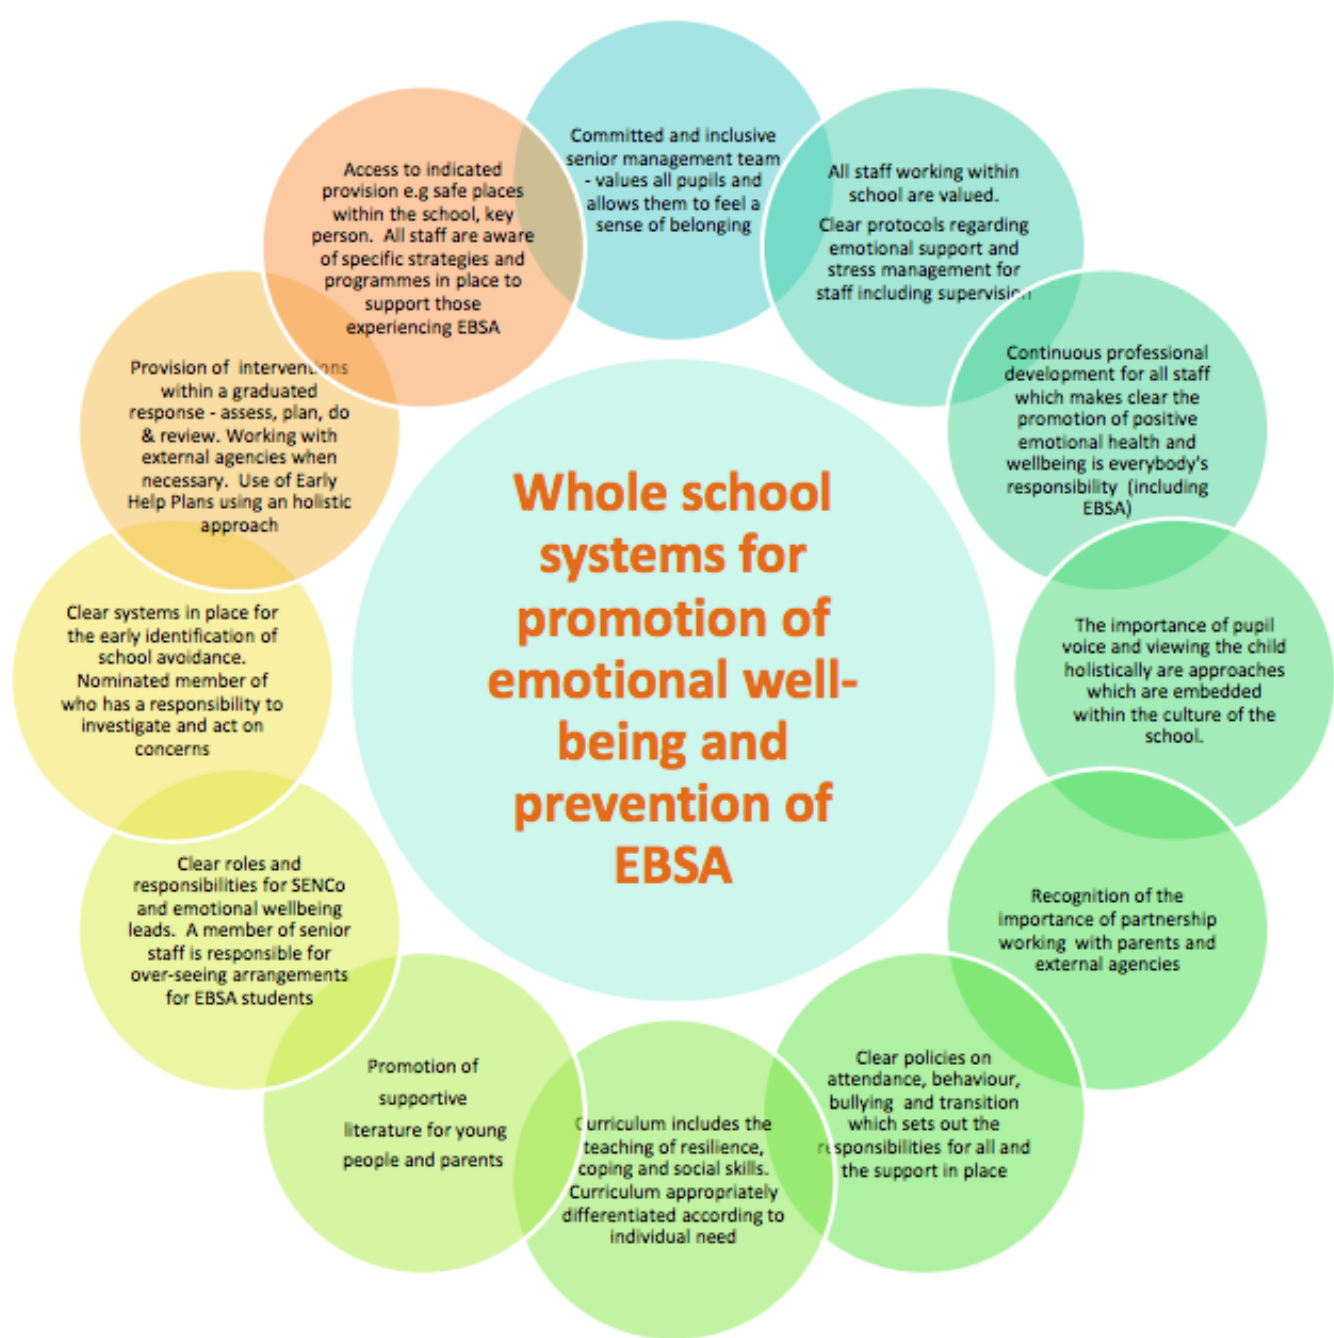 Whole school
systems for
promotion of
emotional well-
being and
prevention of
EBSA
Committed and inclusive
senior management team
- values all pupils and
allows them to feel a
sense of belonging
All staff working within
school are valued.
Clear protocols regarding
emotional support and
stress management for
staff including supervision
Continuous professional
development for all staff
which makes clear the
promotion of positive
emotional health and
wellbeing is everybody's
responsibility (including
EBSA)
The importance of pupil
voice and viewing the child
holistically are approaches
which are embedded
within the culture of the
school.
Recognition of the
importance of partnership
working with parents and
external agencies
Clear policies on
attendance, behaviour,
bullying and transition
which sets out the
responsibilities for all and
the support in place
Curriculum includes the
teaching of resilience,
coping and social skills.
Curriculum appropriately
differentiated according to
individual need
Promotion of
supportive
literature for young
people and parents
Clear roles and
responsibilities for SENCo
and emotional wellbeing
leads. A member of senior
staff is responsible for
over-seeing arrangements
for EBSA students
Clear systems in place for
the early identification of
school avoidance.
Nominated member of
who has a responsibility to
investigate and act on
concerns
Provision of interventions
within a graduated
response - assess, plan, do
& review. Working with
external agencies when
necessary. Use of Early
Help Plans using an holistic
approach
Access to indicated
provision e.g safe places
within the school, key
person. All staff are aware
of specific strategies and
programmes in place to
support those
experiencing EBSA